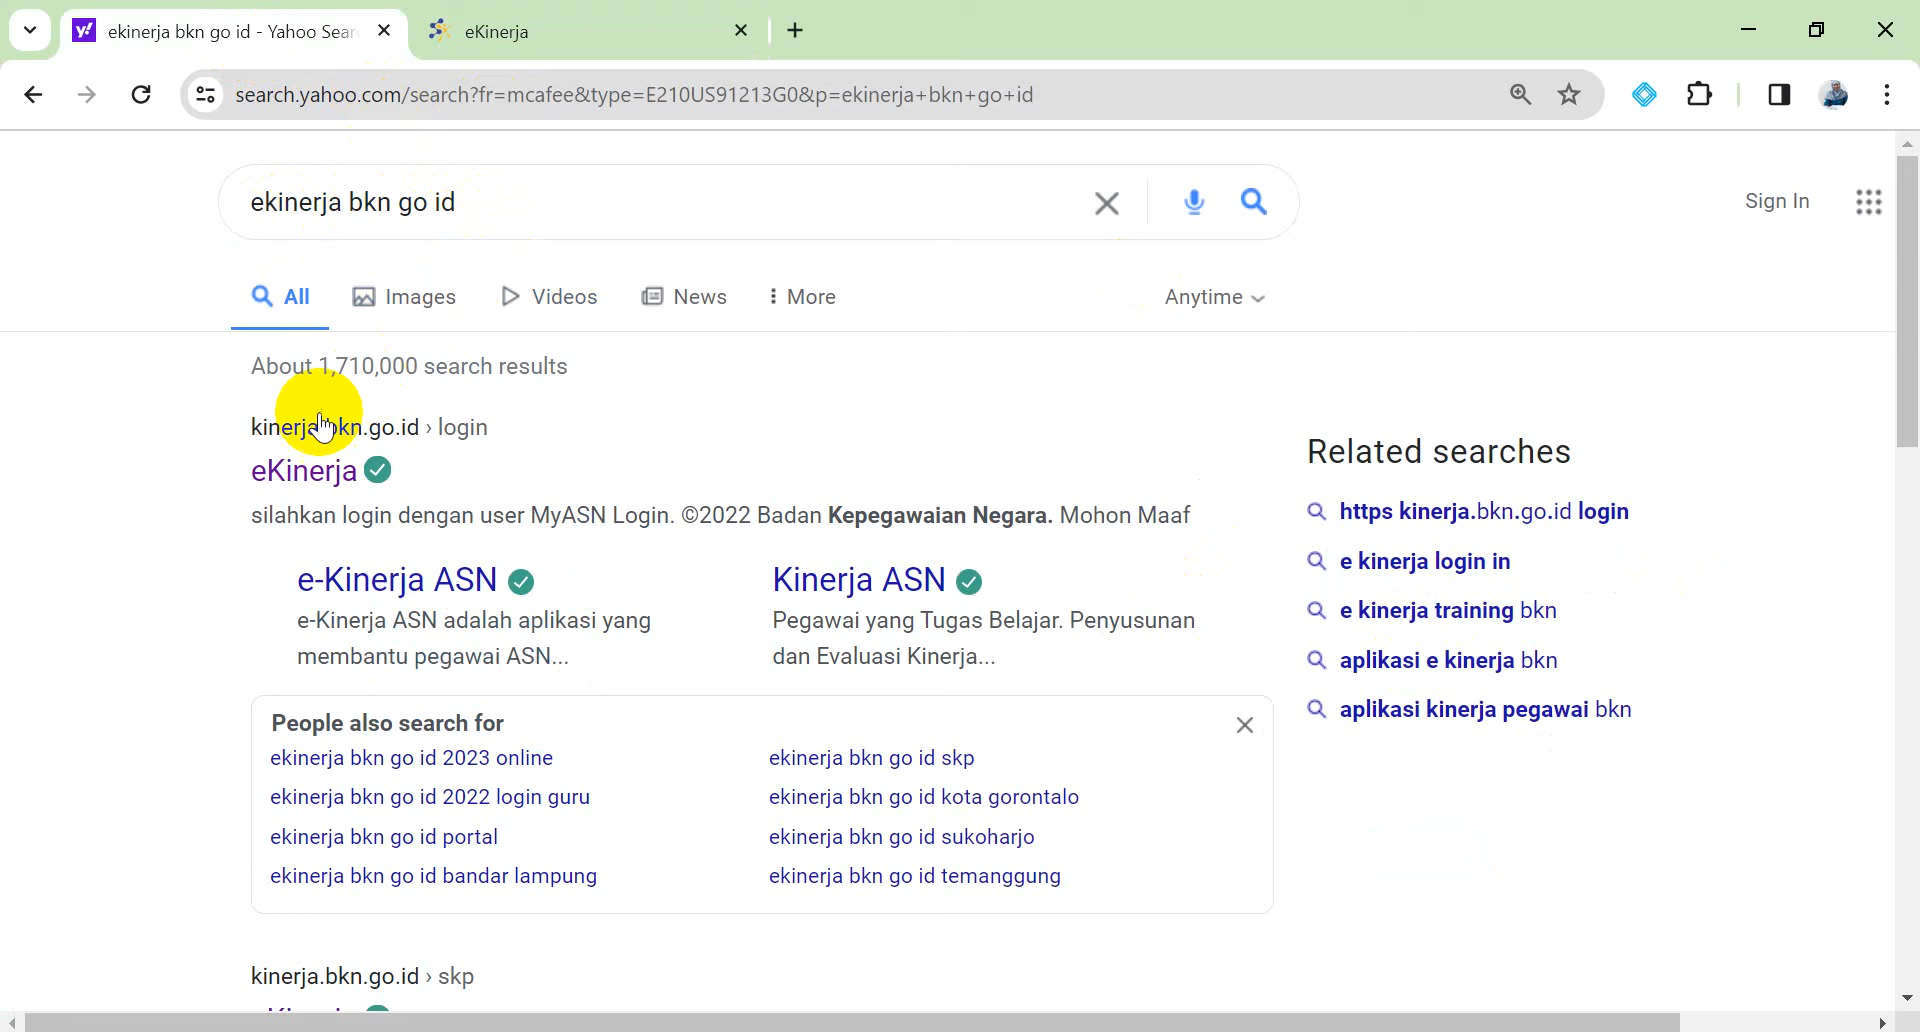 ekinerja bkn go id - Yahoo Sear
eKinerja
search.yahoo.com/search?fr=mcafee&type=E210US91213G0&p=ekinerja+bkn+go+id
ekinerja bkn go id
Sign In
All
Images
Videos
News
More
Anytime
About 1,710,000 search results
kinerja.bkn.go.id › login
eKinerja
silahkan login dengan user MyASN Login. ©2022 Badan Kepegawaian Negara. Mohon Maaf
e-Kinerja ASN
e-Kinerja ASN adalah aplikasi yang
membantu pegawai ASN...
Kinerja ASN
Pegawai yang Tugas Belajar. Penyusunan
dan Evaluasi Kinerja...
People also search for
ekinerja bkn go id 2023 online
ekinerja bkn go id skp
ekinerja bkn go id 2022 login guru
ekinerja bkn go id kota gorontalo
ekinerja bkn go id portal
ekinerja bkn go id sukoharjo
ekinerja bkn go id bandar lampung
ekinerja bkn go id temanggung
kinerja.bkn.go.id › skp
Related searches
https kinerja.bkn.go.id login
e kinerja login in
e kinerja training bkn
aplikasi e kinerja bkn
aplikasi kinerja pegawai bkn